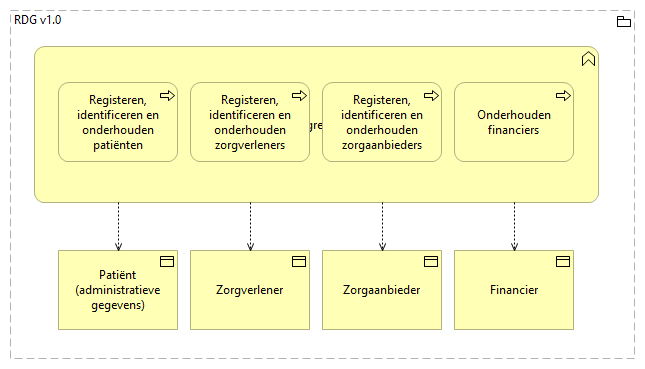 RDG v1.0
Registeren,
identificeren en
onderhouden
patiënten
Registeren,
identificeren en
onderhouden
zorgverleners
Registeren,
identificeren en
onderhouden
zorgaanbieders
Onderhouden
financiers
Patiënt
(administratieve
gegevens)
Zorgverlener
Zorgaanbieder
Financier